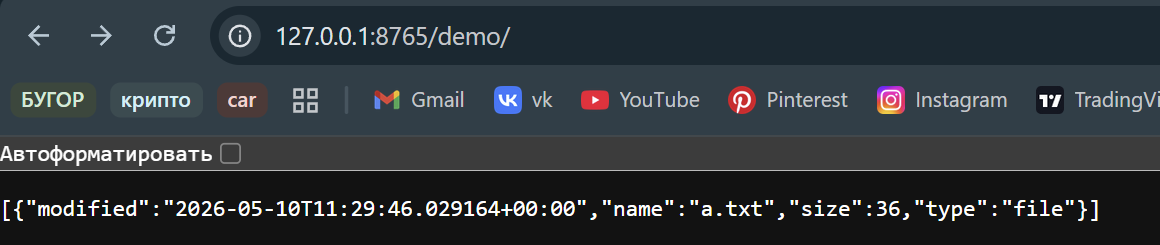 127.0.0.1:8765/demo/
БУГОР крипто car Gmail vk YouTube Pinterest Instagram TradingVi
Автоформатировать
[{"modified":"2026-05-10T11:29:46.029164+00:00","name":"a.txt","size":36,"type":"file"}]